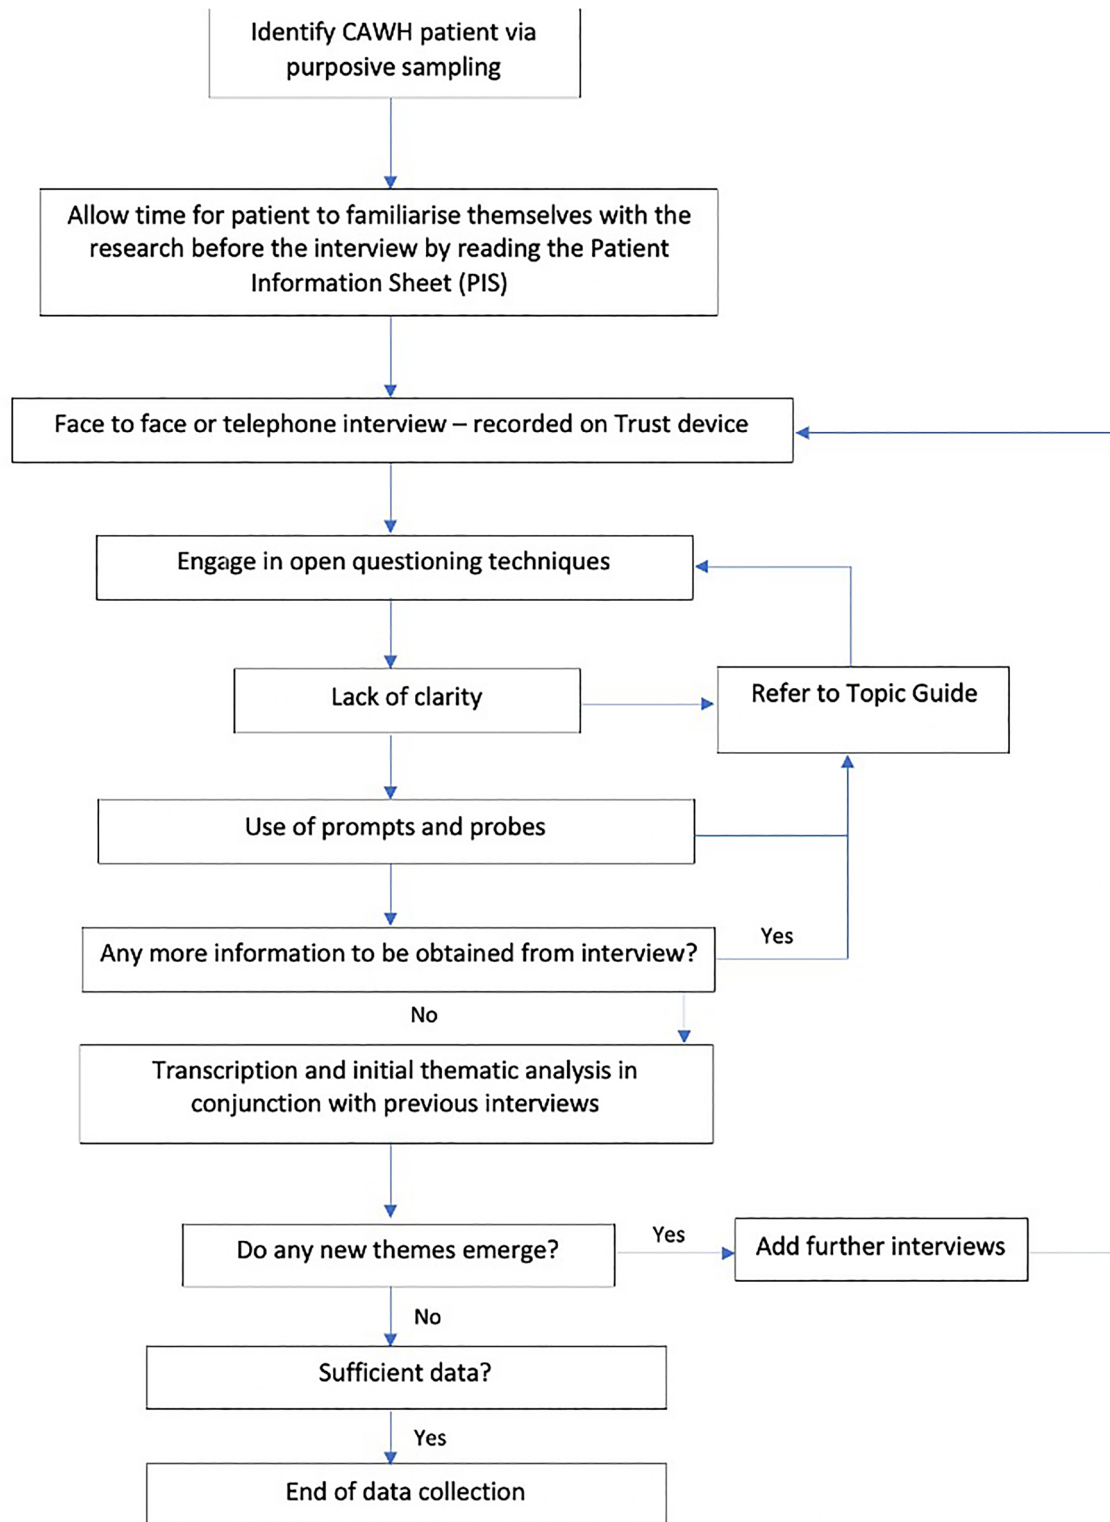 Identify CAWH patient via
purposive sampling
Allow time for patient to familiarise themselves with the
research before the interview by reading the Patient
Information Sheet (PIS)
Face to face or telephone interview – recorded on Trust device
Engage in open questioning techniques
Lack of clarity
Refer to Topic Guide
Use of prompts and probes
Any more information to be obtained from interview?
Yes
No
Transcription and initial thematic analysis in
conjunction with previous interviews
Do any new themes emerge?
Yes
Add further interviews
No
Sufficient data?
Yes
End of data collection